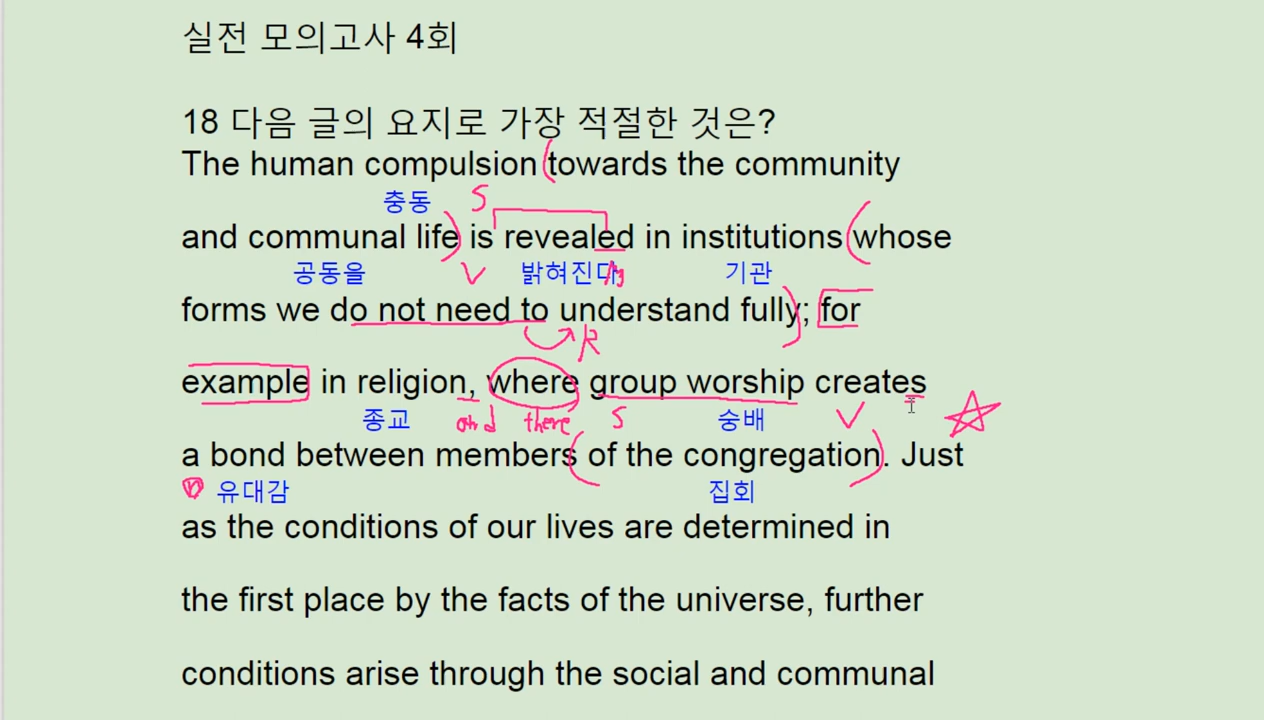 실전 모의고사 4회
18 다음 글의 요지로 가장 적절한 것은?
The human compulsion (towards the community
충동 S
and communal life) is revealed in institutions (whose
공동을 V 밝혀진다 기관
forms we do not need to understand fully); for
R
example in religion, where group worship creates
종교 and there S 숭배 V
a bond between members (of the congregation). Just
유대감 집회
as the conditions of our lives are determined in
the first place by the facts of the universe, further
conditions arise through the social and communal